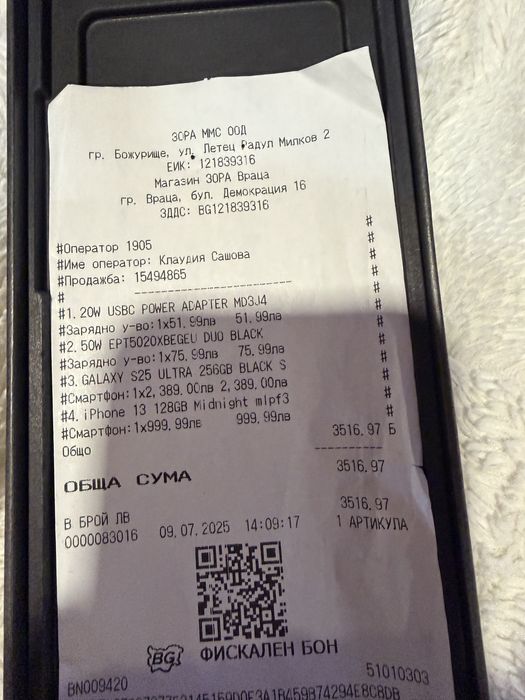 ЗОРА ММС ООД
гр. Божурище, ул. Летец Радул Милков 2
ЕИК: 121839316
Магазин ЗОРА Враца
гр. Враца, бул. Демокрация 16
ЗДДС: BG121839316
#
#Оператор 1905 #
#Име оператор: Клаудия Сашова #
#Продажба: 15494865 #
# ---------------------------- #
#1. 20W USBC POWER ADAPTER MD3J4 #
#Зарядно у-во:1x51,99лв 51,99лв #
#2. 50W EPT5020XBEGEU DUO BLACK #
#Зарядно у-во:1x75,99лв 75,99лв #
#3. GALAXY S25 ULTRA 256GB BLACK S #
#Смартфон:1x2,389,00лв 2,389,00лв #
#4. iPhone 13 128GB Midnight mlpf3 #
#Смартфон:1x999,99лв 999,99лв #
Общо 3516,97 Б
------------
ОБЩА СУМА 3516,97
В БРОЙ ЛВ 3516,97
0000083016 09.07.2025 14:09:17 1 АРТИКУЛА
BG ФИСКАЛЕН БОН
BN009420 51010303